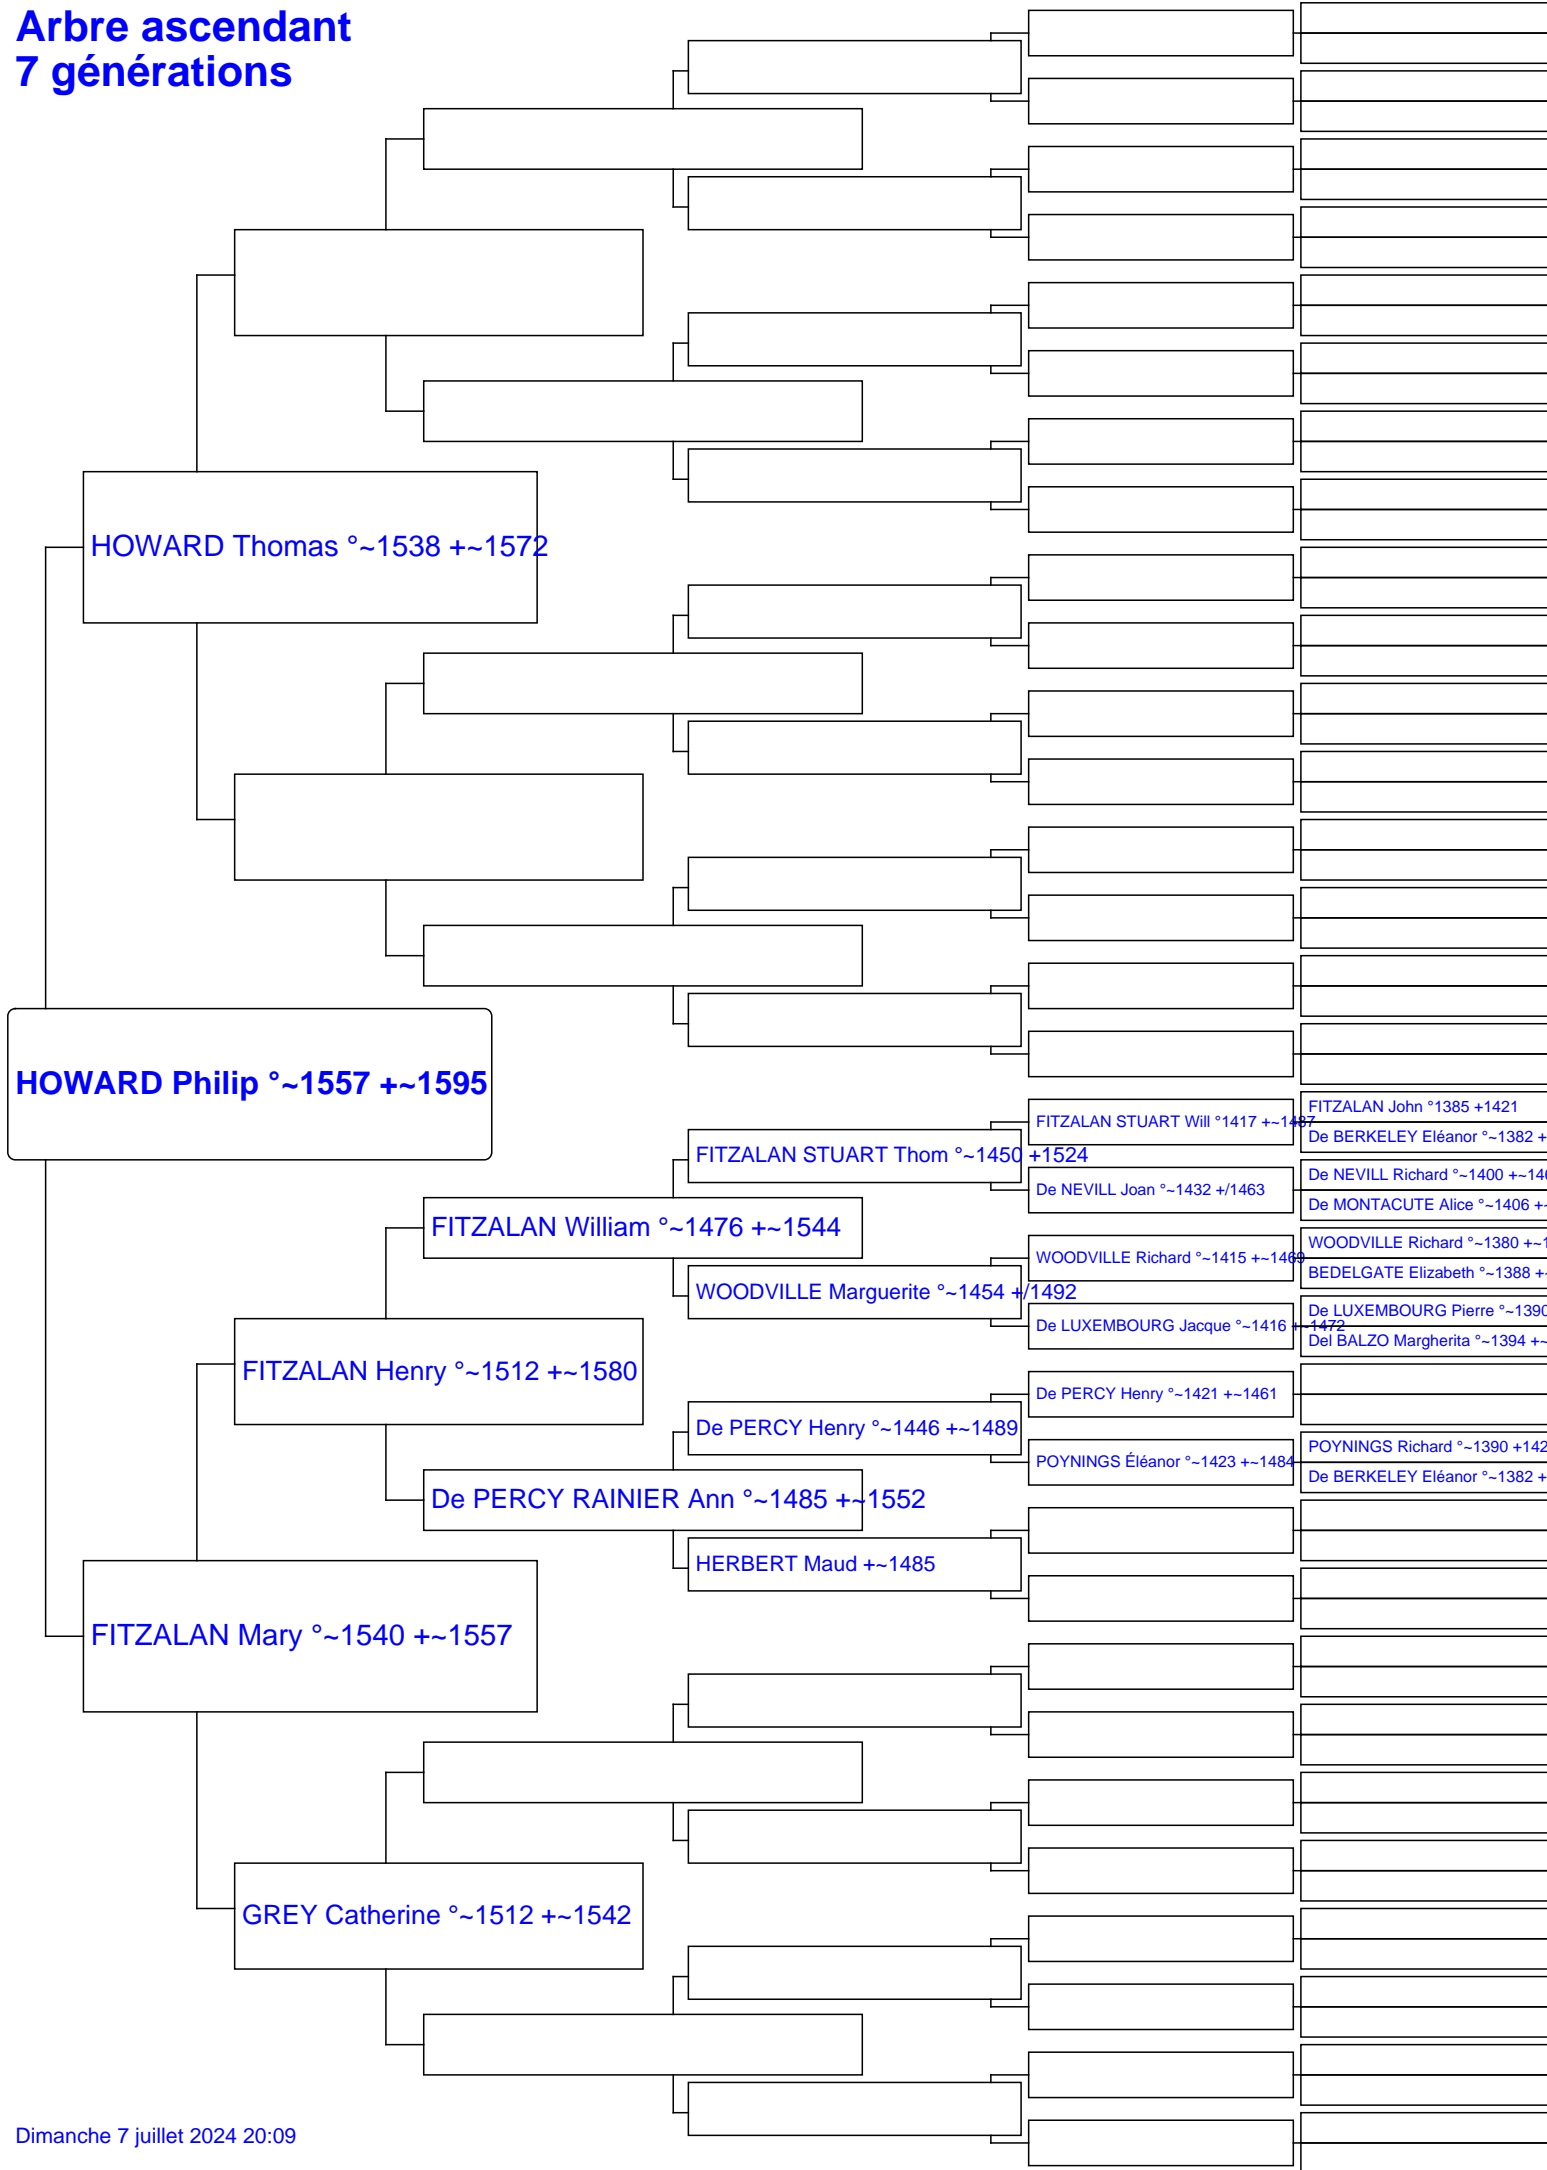 Arbre ascendant
7 générations
HOWARD Thomas °~1538 +~1572
HOWARD Philip °~1557 +~1595
FITZALAN STUART Will °1417 +~1487
FITZALAN John °1385 +1421
De BERKELEY Eléanor °~1382 +
FITZALAN STUART Thom °~1450 +1524
De NEVILL Joan °~1432 +/1463
De NEVILL Richard °~1400 +~146
De MONTACUTE Alice °~1406 +~
FITZALAN William °~1476 +~1544
WOODVILLE Richard °~1415 +~1469
WOODVILLE Richard °~1380 +~1
BEDELGATE Elizabeth °~1388 +~
WOODVILLE Marguerite °~1454 +/1492
De LUXEMBOURG Jacque °~1416 +~1472
De LUXEMBOURG Pierre °~1390
Del BALZO Margherita °~1394 +~
FITZALAN Henry °~1512 +~1580
De PERCY Henry °~1421 +~1461
De PERCY Henry °~1446 +~1489
POYNINGS Éléanor °~1423 +~1484
POYNINGS Richard °~1390 +142
De BERKELEY Eléanor °~1382 +
De PERCY RAINIER Ann °~1485 +~1552
HERBERT Maud +~1485
FITZALAN Mary °~1540 +~1557
GREY Catherine °~1512 +~1542
Dimanche 7 juillet 2024 20:09